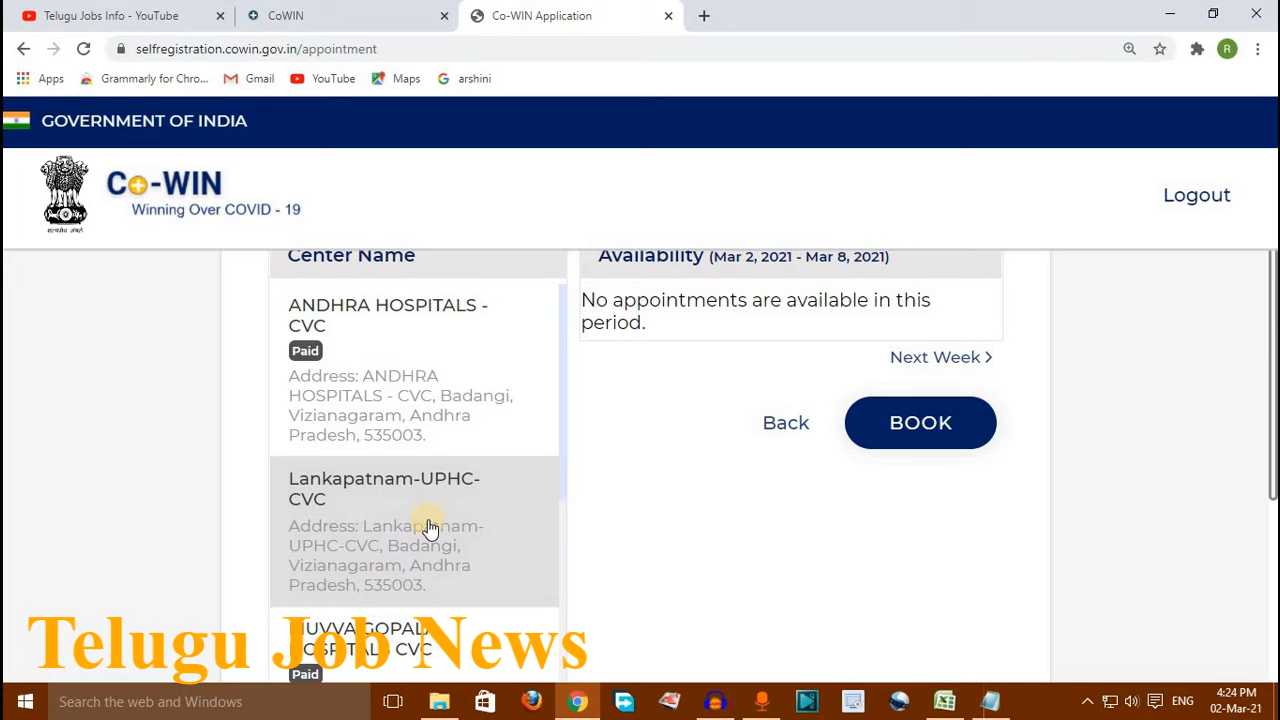 Telugu Jobs Info - YouTube
CoWIN
Co-WIN Application
selfregistration.cowin.gov.in/appointment
R
Apps
Grammarly for Chro...
Gmail
YouTube
Maps
arshini
GOVERNMENT OF INDIA
Co-WIN
Winning Over COVID - 19
Logout
Center Name
Availability (Mar 2, 2021 - Mar 8, 2021)
ANDHRA HOSPITALS -
CVC
Paid
Address: ANDHRA
HOSPITALS - CVC, Badangi,
Vizianagaram, Andhra
Pradesh, 535003.
No appointments are available in this
period.
Next Week
Back
BOOK
Lankapatnam-UPHC-
CVC
Address: Lankapatnam-
UPHC-CVC, Badangi,
Vizianagaram, Andhra
Pradesh, 535003.
GOPALA
CVC
Paid
Telugu Job News
Search the web and Windows
ENG
4:24 PM
02-Mar-21